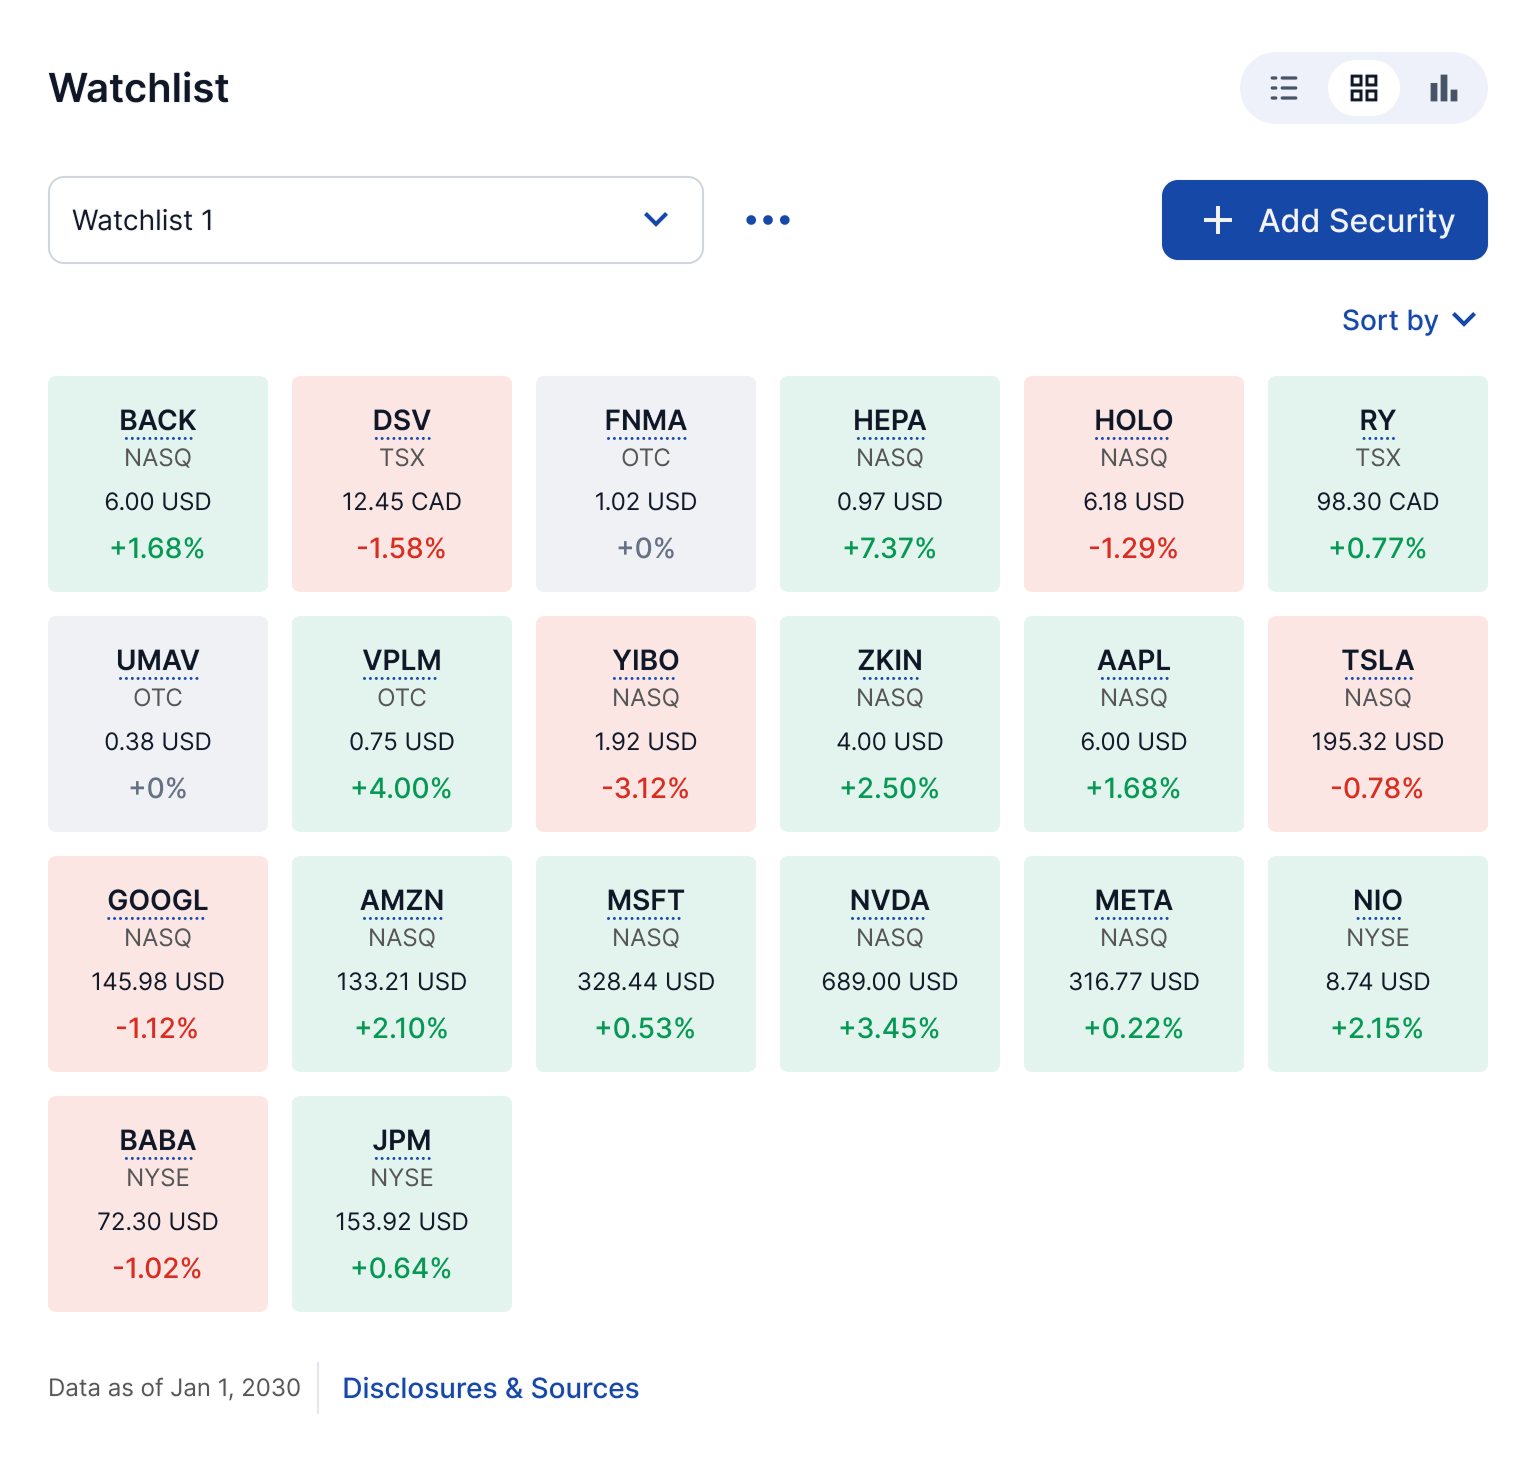 Watchlist
Watchlist 1
Add Security
Sort by
BACK
NASQ
6.00 USD
+1.68%
DSV
TSX
12.45 CAD
-1.58%
FNMA
OTC
1.02 USD
+0%
HEPA
NASQ
0.97 USD
+7.37%
HOLO
NASQ
6.18 USD
-1.29%
RY
TSX
98.30 CAD
+0.77%
UMAV
OTC
0.38 USD
+0%
VPLM
OTC
0.75 USD
+4.00%
YIBO
NASQ
1.92 USD
-3.12%
ZKIN
NASQ
4.00 USD
+2.50%
AAPL
NASQ
6.00 USD
+1.68%
TSLA
NASQ
195.32 USD
-0.78%
GOOGL
NASQ
145.98 USD
-1.12%
AMZN
NASQ
133.21 USD
+2.10%
MSFT
NASQ
328.44 USD
+0.53%
NVDA
NASQ
689.00 USD
+3.45%
META
NASQ
316.77 USD
+0.22%
NIO
NYSE
8.74 USD
+2.15%
BABA
NYSE
72.30 USD
-1.02%
JPM
NYSE
153.92 USD
+0.64%
Data as of Jan 1, 2030
Disclosures & Sources